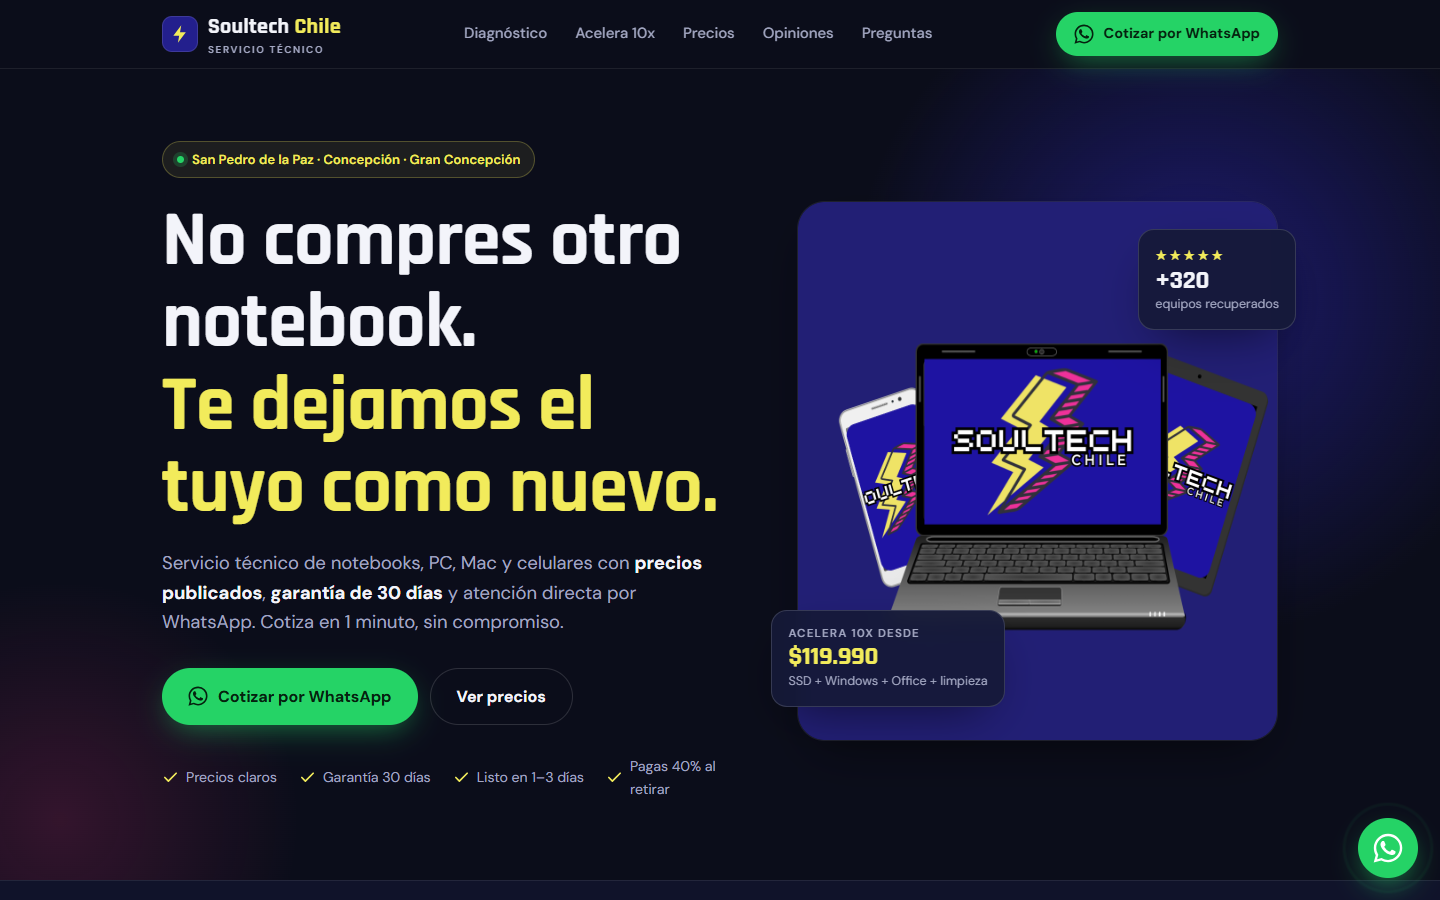 Soultech Chile
SERVICIO TÉCNICO
Diagnóstico
Acelera 10x
Precios
Opiniones
Preguntas
Cotizar por WhatsApp
San Pedro de la Paz · Concepción · Gran Concepción
No compres otro
notebook.
Te dejamos el
tuyo como nuevo.
Servicio técnico de notebooks, PC, Mac y celulares con precios
publicados, garantía de 30 días y atención directa por
WhatsApp. Cotiza en 1 minuto, sin compromiso.
Cotizar por WhatsApp
Ver precios
Precios claros
Garantía 30 días
Listo en 1–3 días
Pagas 40% al
retirar
★★★★★
+320
equipos recuperados
OULT
SOULTECH
CHILE
TECH
CHILE
ACELERA 10X DESDE
$119.990
SSD + Windows + Office + limpieza